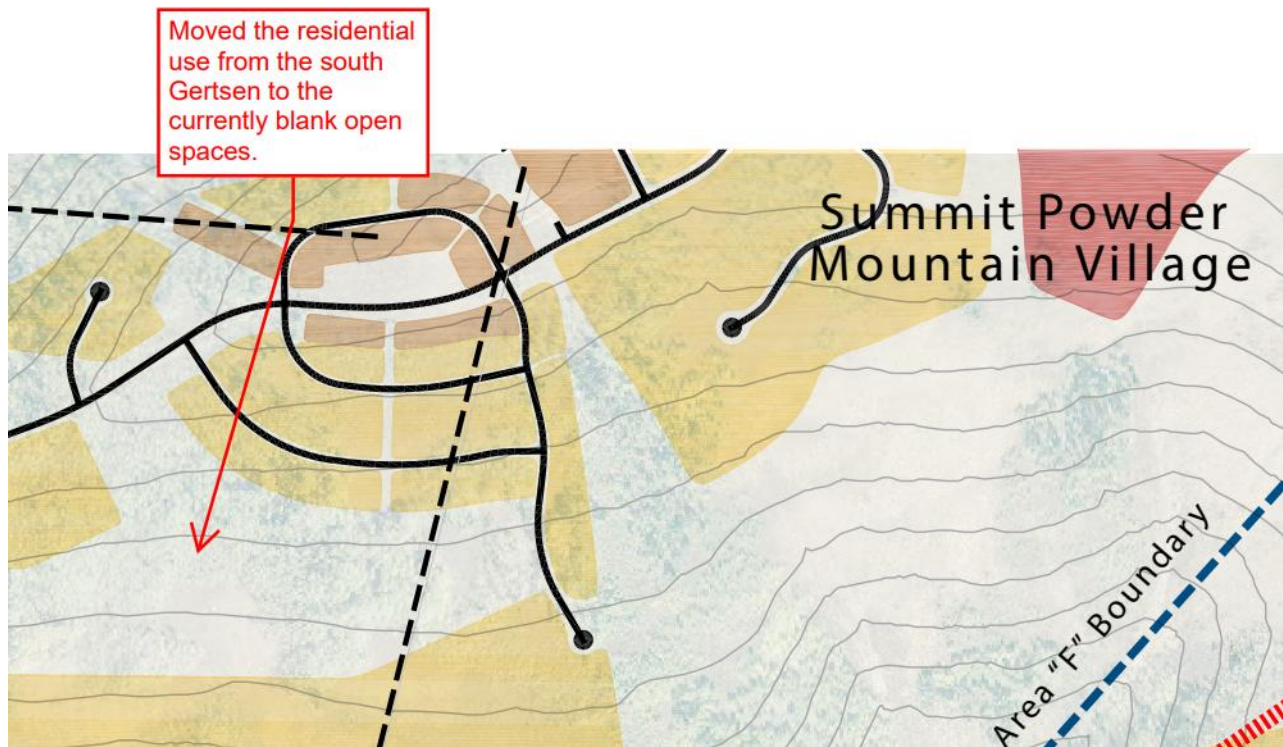 Moved the residential
use from the south
Gertsen to the
currently blank open
spaces.
Summit Powder
Mountain Village
Area "F" Boundary